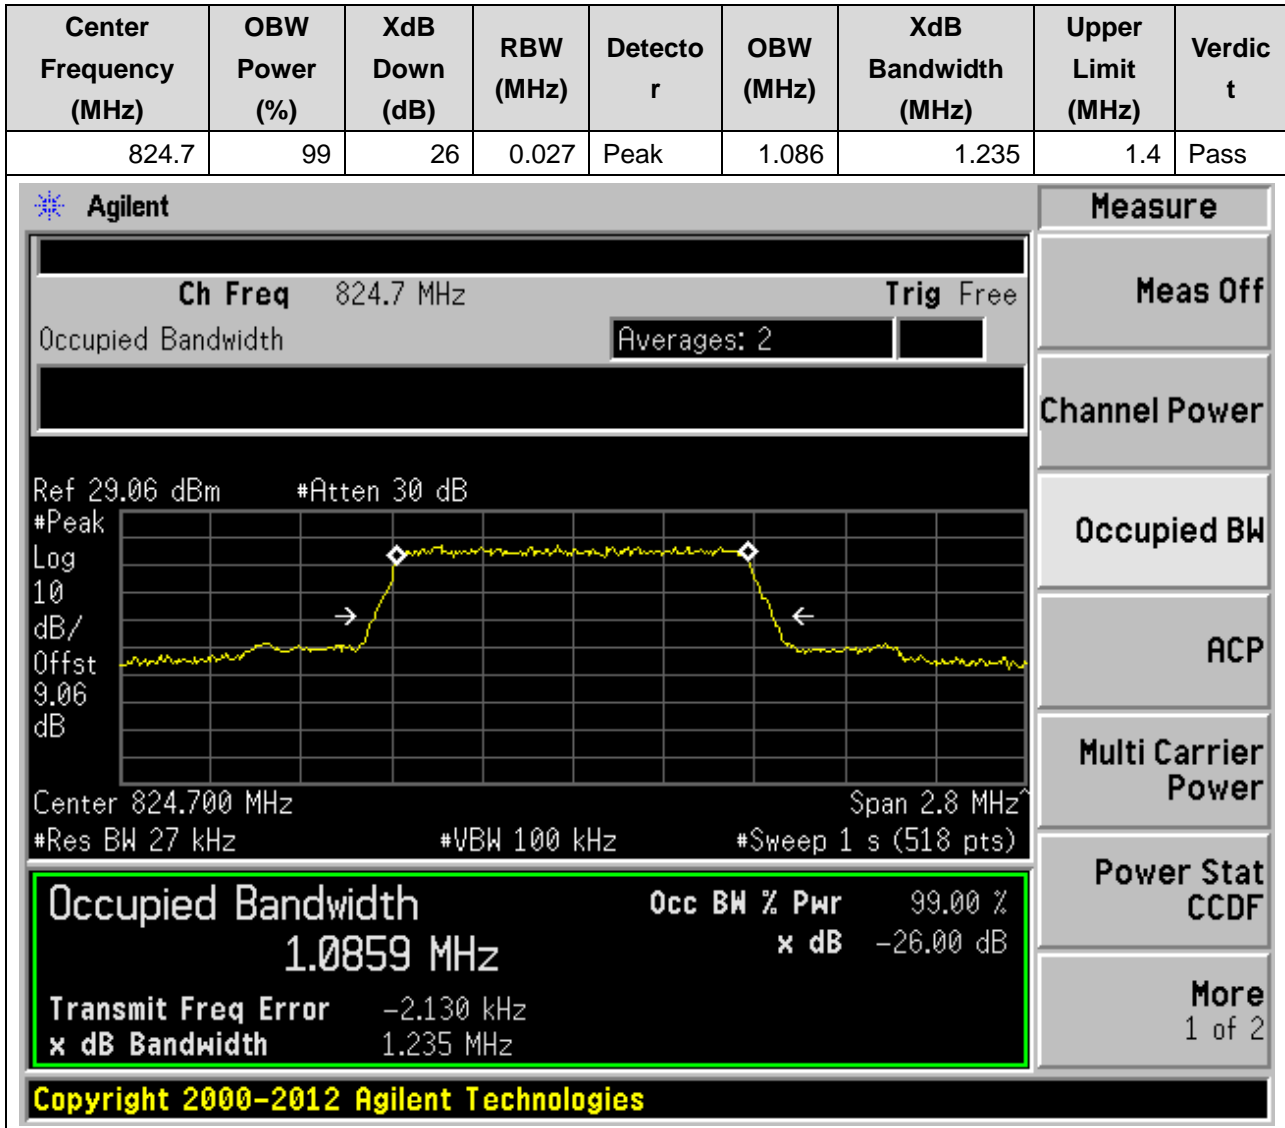 Center Frequency (MHz) OBW Power (%) XdB Down (dB) RBW (MHz) Detecto r OBW (MHz) XdB Bandwidth (MHz) Upper Limit (MHz) Verdic t
824.7 99 26 0.027 Peak 1.086 1.235 1.4 Pass
Agilent
Measure
Ch Freq 824.7 MHz Trig Free
Occupied Bandwidth Averages: 2
Meas Off
Channel Power
Occupied BW
ACP
Multi Carrier
Power
Power Stat
CCDF
More
1 of 2
Ref 29.06 dBm #Atten 30 dB
#Peak
Log
10
dB/
Offst
9.06
dB
Center 824.700 MHz Span 2.8 MHz^
#Res BW 27 kHz #VBW 100 kHz #Sweep 1 s (518 pts)
Occupied Bandwidth Occ BW % Pwr 99.00 %
1.0859 MHz x dB -26.00 dB
Transmit Freq Error -2.130 kHz
x dB Bandwidth 1.235 MHz
Copyright 2000-2012 Agilent Technologies